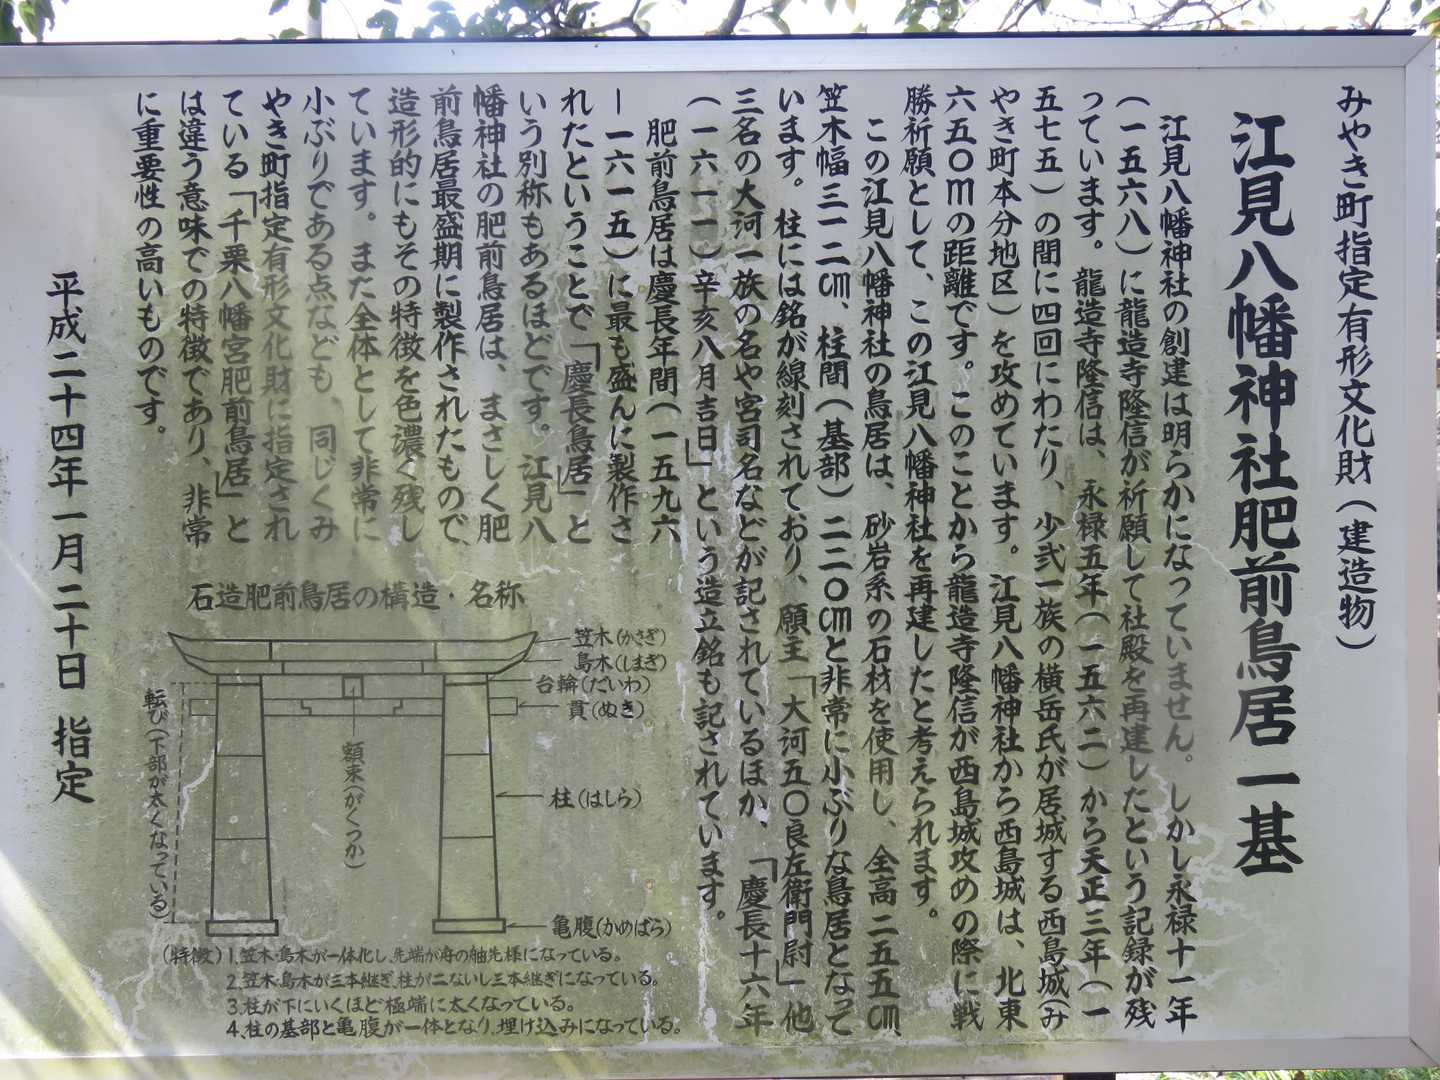 みやき町指定有形文化財(建造物)
江見八幡神社肥前鳥居 一基
江見八幡神社の創建は明らかになっていません。しかし永禄十一年
(一五六八)に龍造寺隆信が祈願して社殿を再建したという記録が残
っています。龍造寺隆信は、永禄五年(一五六二)から天正三年(一
五七五)の間に四回にわたり、少弐一族の横岳氏が居城する西島城(み
やき町本分地区)を攻めています。江見八幡神社から西島城は、北東
六五〇mの距離です。このことから龍造寺隆信が西島城攻めの際に戦
勝祈願として、この江見八幡神社を再建したと考えられます。
この江見八幡神社の鳥居は、砂岩系の石材を使用し、全高二五五㎝、
笠木幅三一二㎝、柱間(基部)二二〇㎝と非常に小ぶりな鳥居となって
います。柱には銘が線刻されており、願主「大河五〇良左衛門尉」他
三名の大河一族の名や宮司名などが記されているほか、「慶長十六年
(一六一一)辛亥八月吉日」という造立銘も記されています。
肥前鳥居は慶長年間(一五九六
ー一六一五)に最も盛んに製作さ
れたということで「慶長鳥居」と
いう別称もあるほどです。江見八
幡神社の肥前鳥居は、まさしく肥
前鳥居最盛期に製作されたもので、
造形的にもその特徴を色濃く残し
ています。また全体として非常に
小ぶりである点なども、同じくみ
やき町指定有形文化財に指定され
ている「千栗八幡宮肥前鳥居」と
は違う意味での特徴であり、非常
に重要性の高いものです。
平成二十四年一月二十日 指定
石造肥前鳥居の構造・名称
笠木(かさぎ)
島木(しまぎ)
台輪(だいわ)
貫(ぬき)
額束(がくつか)
柱(はしら)
転び(下部が太くなっている)
亀腹(かめばら)
(特徴)1.笠木・島木が一体化し、先端が舟の舳先様になっている。
2.笠木・島木が三本継ぎ、柱が二ないし三本継ぎになっている。
3.柱が下にいくほど極端に太くなっている。
4.柱の基部と亀腹が一体となり、埋け込みになっている。